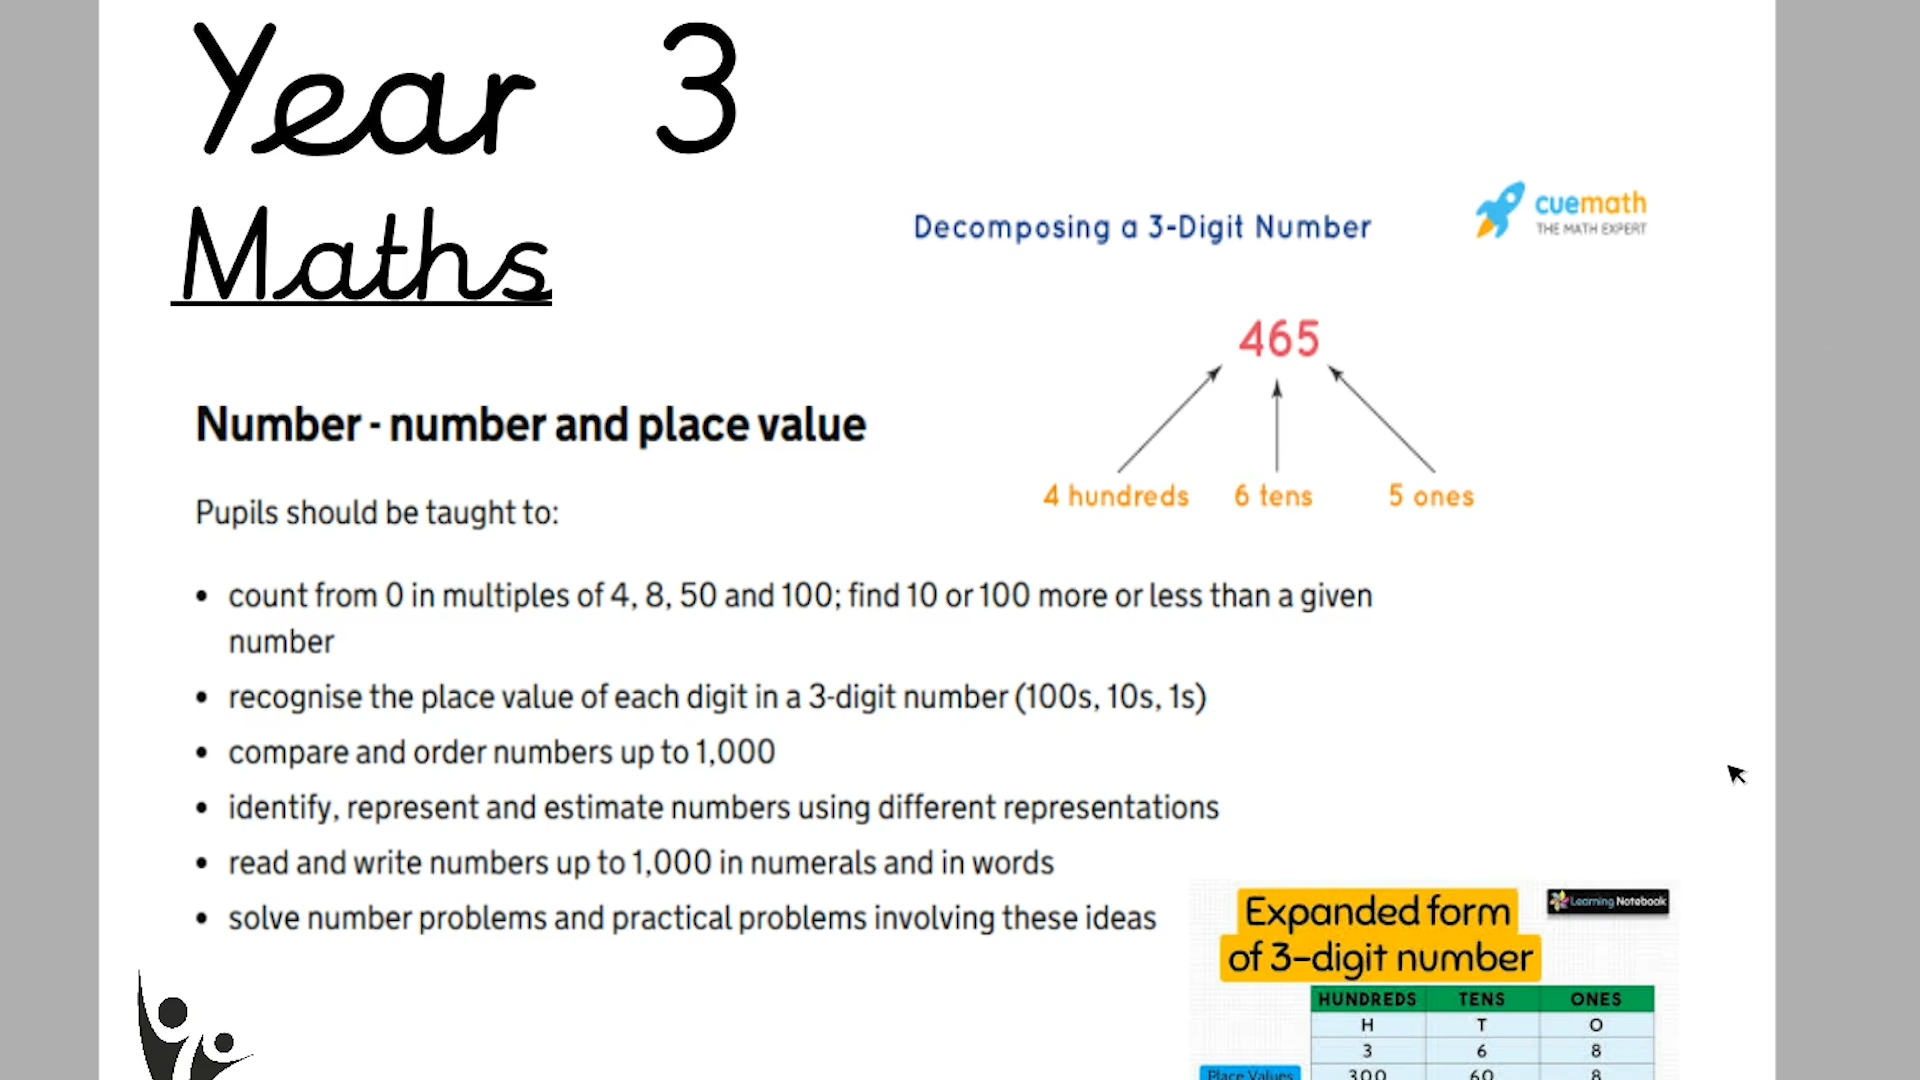 Year 3
Maths
Decomposing a 3-Digit Number
cuemath
THE MATH EXPERT
465
4 hundreds 6 tens 5 ones
Number - number and place value
Pupils should be taught to:
• count from 0 in multiples of 4, 8, 50 and 100; find 10 or 100 more or less than a given
number
• recognise the place value of each digit in a 3-digit number (100s, 10s, 1s)
• compare and order numbers up to 1,000
• identify, represent and estimate numbers using different representations
• read and write numbers up to 1,000 in numerals and in words
• solve number problems and practical problems involving these ideas
Expanded form
of 3-digit number
Learning Notebook
HUNDREDS TENS ONES
H T O
3 6 8
Place Values 300 60 8